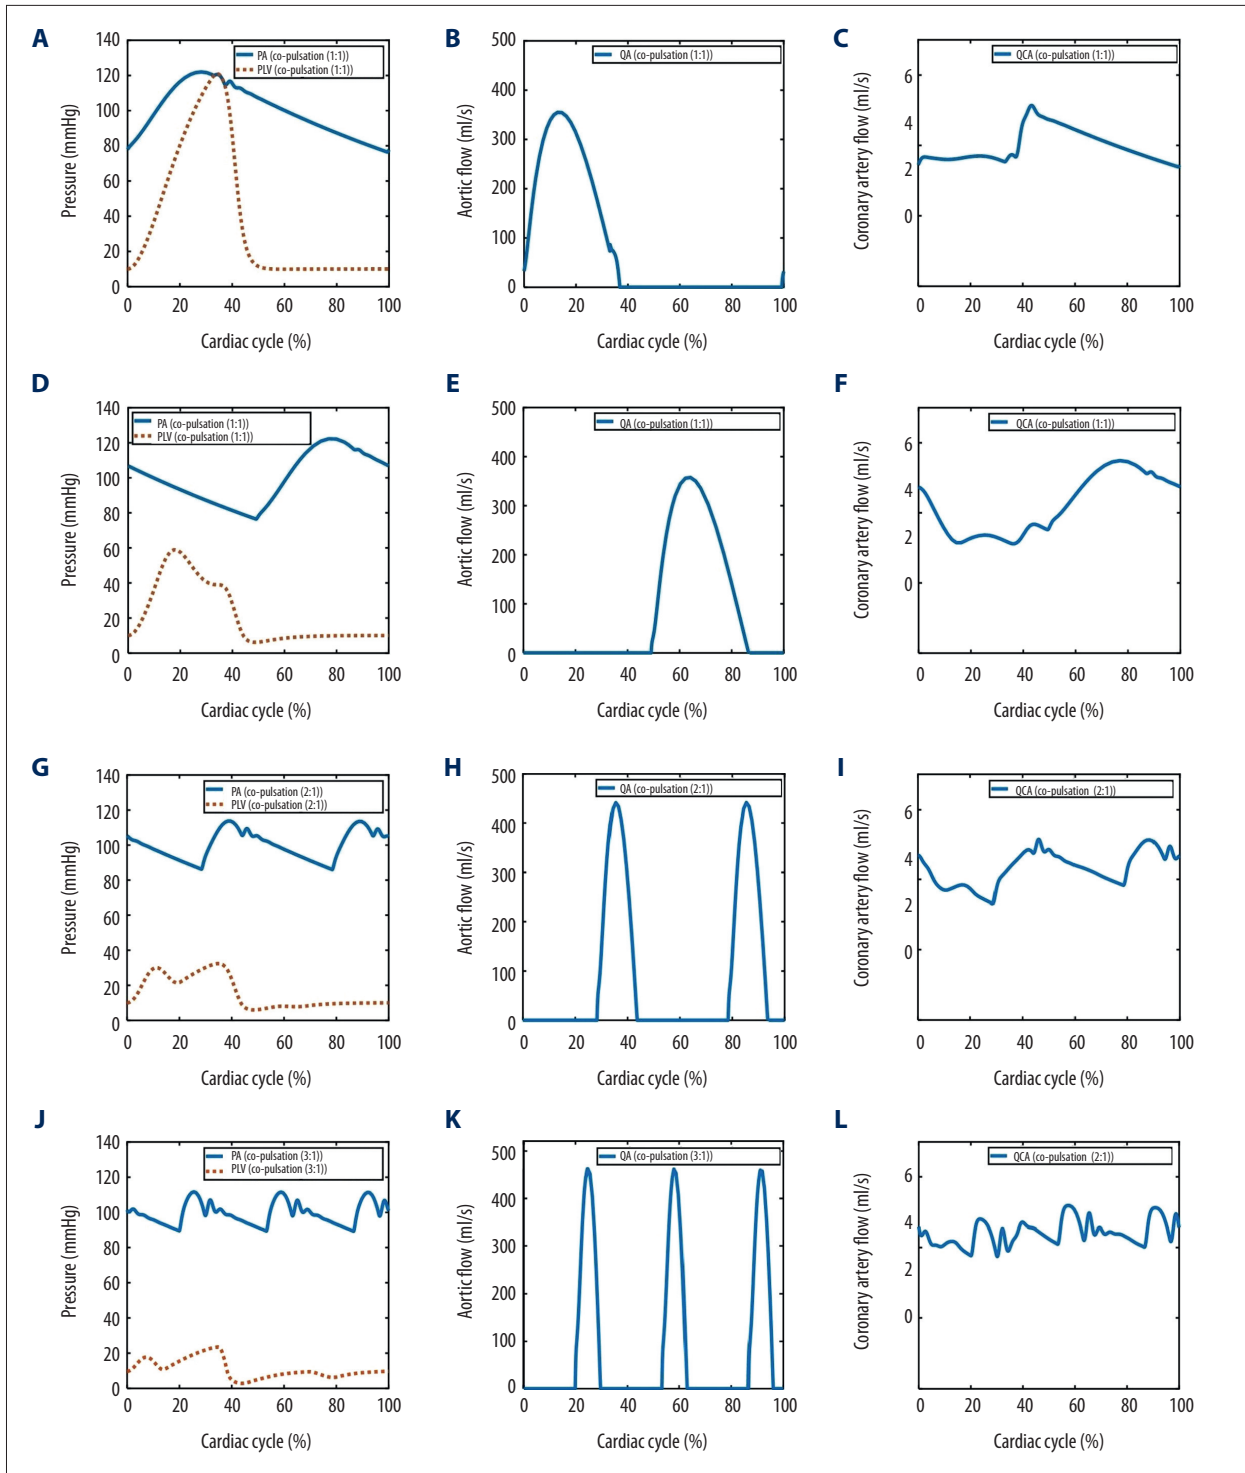 A
PA (co-pulsation (1:1))
PLV (co-pulsation (1:1))
Pressure (mmHg)
140
120
100
80
60
40
20
0
0 20 40 60 80 100
Cardiac cycle (%)
B
QA (co-pulsation (1:1))
Aortic flow (ml/s)
500
400
300
200
100
0
0 20 40 60 80 100
Cardiac cycle (%)
C
QCA (co-pulsation (1:1))
Coronary artery flow (ml/s)
6
4
2
0
0 20 40 60 80 100
Cardiac cycle (%)
D
PA (co-pulsation (1:1))
PLV (co-pulsation (1:1))
Pressure (mmHg)
140
120
100
80
60
40
20
0
0 20 40 60 80 100
Cardiac cycle (%)
E
QA (co-pulsation (1:1))
Aortic flow (ml/s)
500
400
300
200
100
0
0 20 40 60 80 100
Cardiac cycle (%)
F
QCA (co-pulsation (1:1))
Coronary artery flow (ml/s)
6
4
2
0
0 20 40 60 80 100
Cardiac cycle (%)
G
PA (co-pulsation (2:1))
PLV (co-pulsation (2:1))
Pressure (mmHg)
140
120
100
80
60
40
20
0
0 20 40 60 80 100
Cardiac cycle (%)
H
QA (co-pulsation (2:1))
Aortic flow (ml/s)
500
400
300
200
100
0
0 20 40 60 80 100
Cardiac cycle (%)
I
QCA (co-pulsation (2:1))
Coronary artery flow (ml/s)
6
4
2
0
0 20 40 60 80 100
Cardiac cycle (%)
J
PA (co-pulsation (3:1))
PLV (co-pulsation (3:1))
Pressure (mmHg)
140
120
100
80
60
40
20
0
0 20 40 60 80 100
Cardiac cycle (%)
K
QA (co-pulsation (3:1))
Aortic flow (ml/s)
500
400
300
200
100
0
0 20 40 60 80 100
Cardiac cycle (%)
L
QCA (co-pulsation (2:1))
Coronary artery flow (ml/s)
6
4
2
0
0 20 40 60 80 100
Cardiac cycle (%)